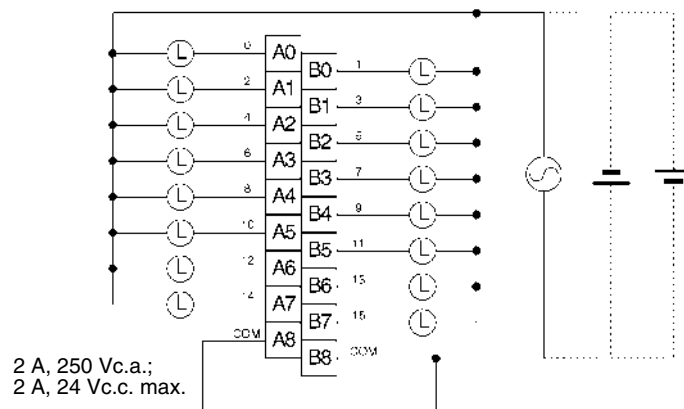 0 L A0
B0 1 L
2 L A1
B1 3 L
4 L A2
B2 5 L
6 L A3
B3 7 L
8 L A4
B4 9 L
10 L A5
B5 11 L
12 L A6
B6 13 L
14 L A7
B7 15 L
COM A8
B8 COM
2 A, 250 Vc.a.;
2 A, 24 Vc.c. max.